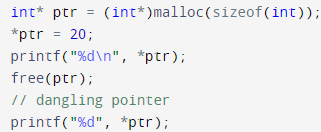 int* ptr = (int*)malloc(sizeof(int));
*ptr = 20;
printf("%d\n", *ptr);
free(ptr);
// dangling pointer
printf("%d", *ptr);